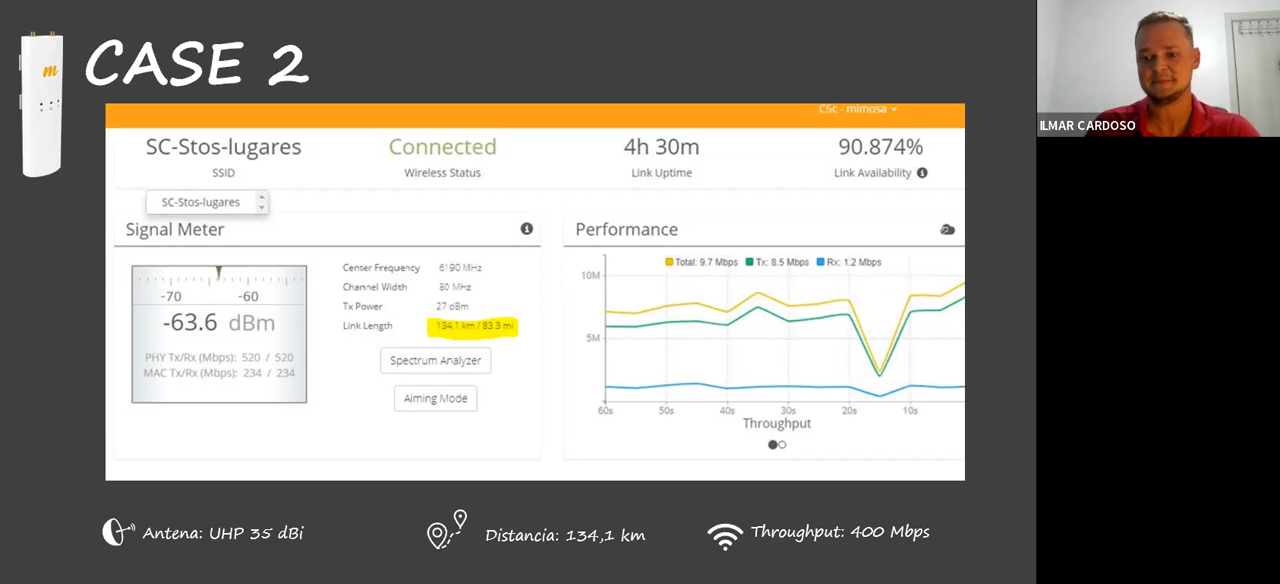 CASE 2
m
ILMAR CARDOSO
CSc - mimosa
SC-Stos-lugares
SSID
Connected
Wireless Status
4h 30m
Link Uptime
90.874%
Link Availability
SC-Stos-lugares
Signal Meter
-70 -60
-63.6 dBm
PHY Tx/Rx (Mbps): 520 / 520
MAC Tx/Rx (Mbps): 234 / 234
Center Frequency 6190 MHz
Channel Width 80 MHz
Tx Power 27 dBm
Link Length 134.1 km / 83.3 mi
Spectrum Analyzer
Aiming Mode
Performance
Total: 9.7 Mbps Tx: 8.5 Mbps Rx: 1.2 Mbps
10M
5M
60s 50s 40s 30s 20s 10s
Throughput
Antena: UHP 35 dBi
Distancia: 134,1 km
Throughput: 400 Mbps